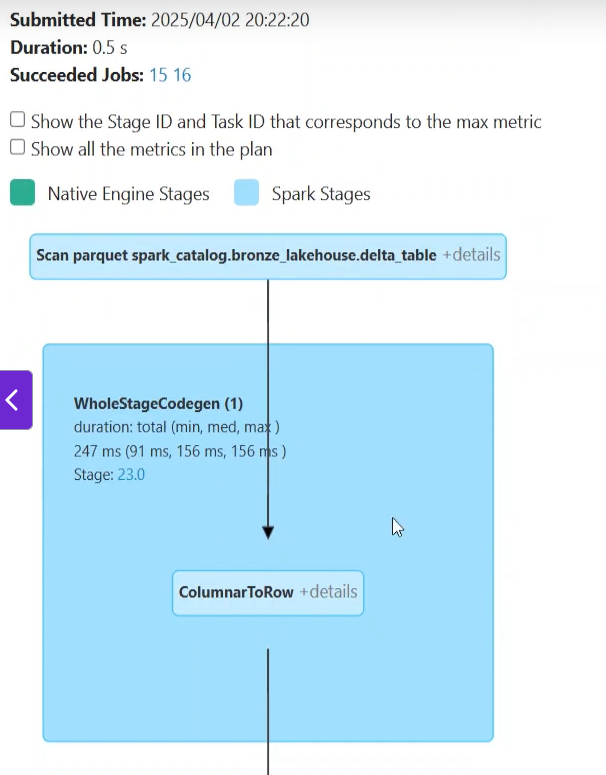 Submitted Time: 2025/04/02 20:22:20
Duration: 0.5 s
Succeeded Jobs: 15 16
Show the Stage ID and Task ID that corresponds to the max metric
Show all the metrics in the plan
Native Engine Stages Spark Stages
Scan parquet spark_catalog.bronze_lakehouse.delta_table +details
WholeStageCodegen (1)
duration: total (min, med, max )
247 ms (91 ms, 156 ms, 156 ms )
Stage: 23.0
ColumnarToRow +details